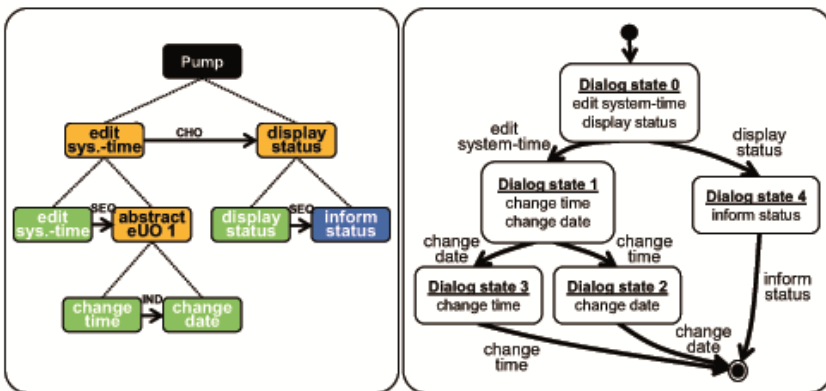 Pump
edit
sys.-time
CHO
display
status
edit
sys.-time
SEQ
abstract
eUO 1
display
status
SEQ
inform
status
change
time
IND
change
date
Dialog state 0
edit system-time
display status
edit
system-time
display
status
Dialog state 1
change time
change date
Dialog state 4
inform status
change
date
change
time
Dialog state 3
change time
Dialog state 2
change date
inform
status
change
time
change
date